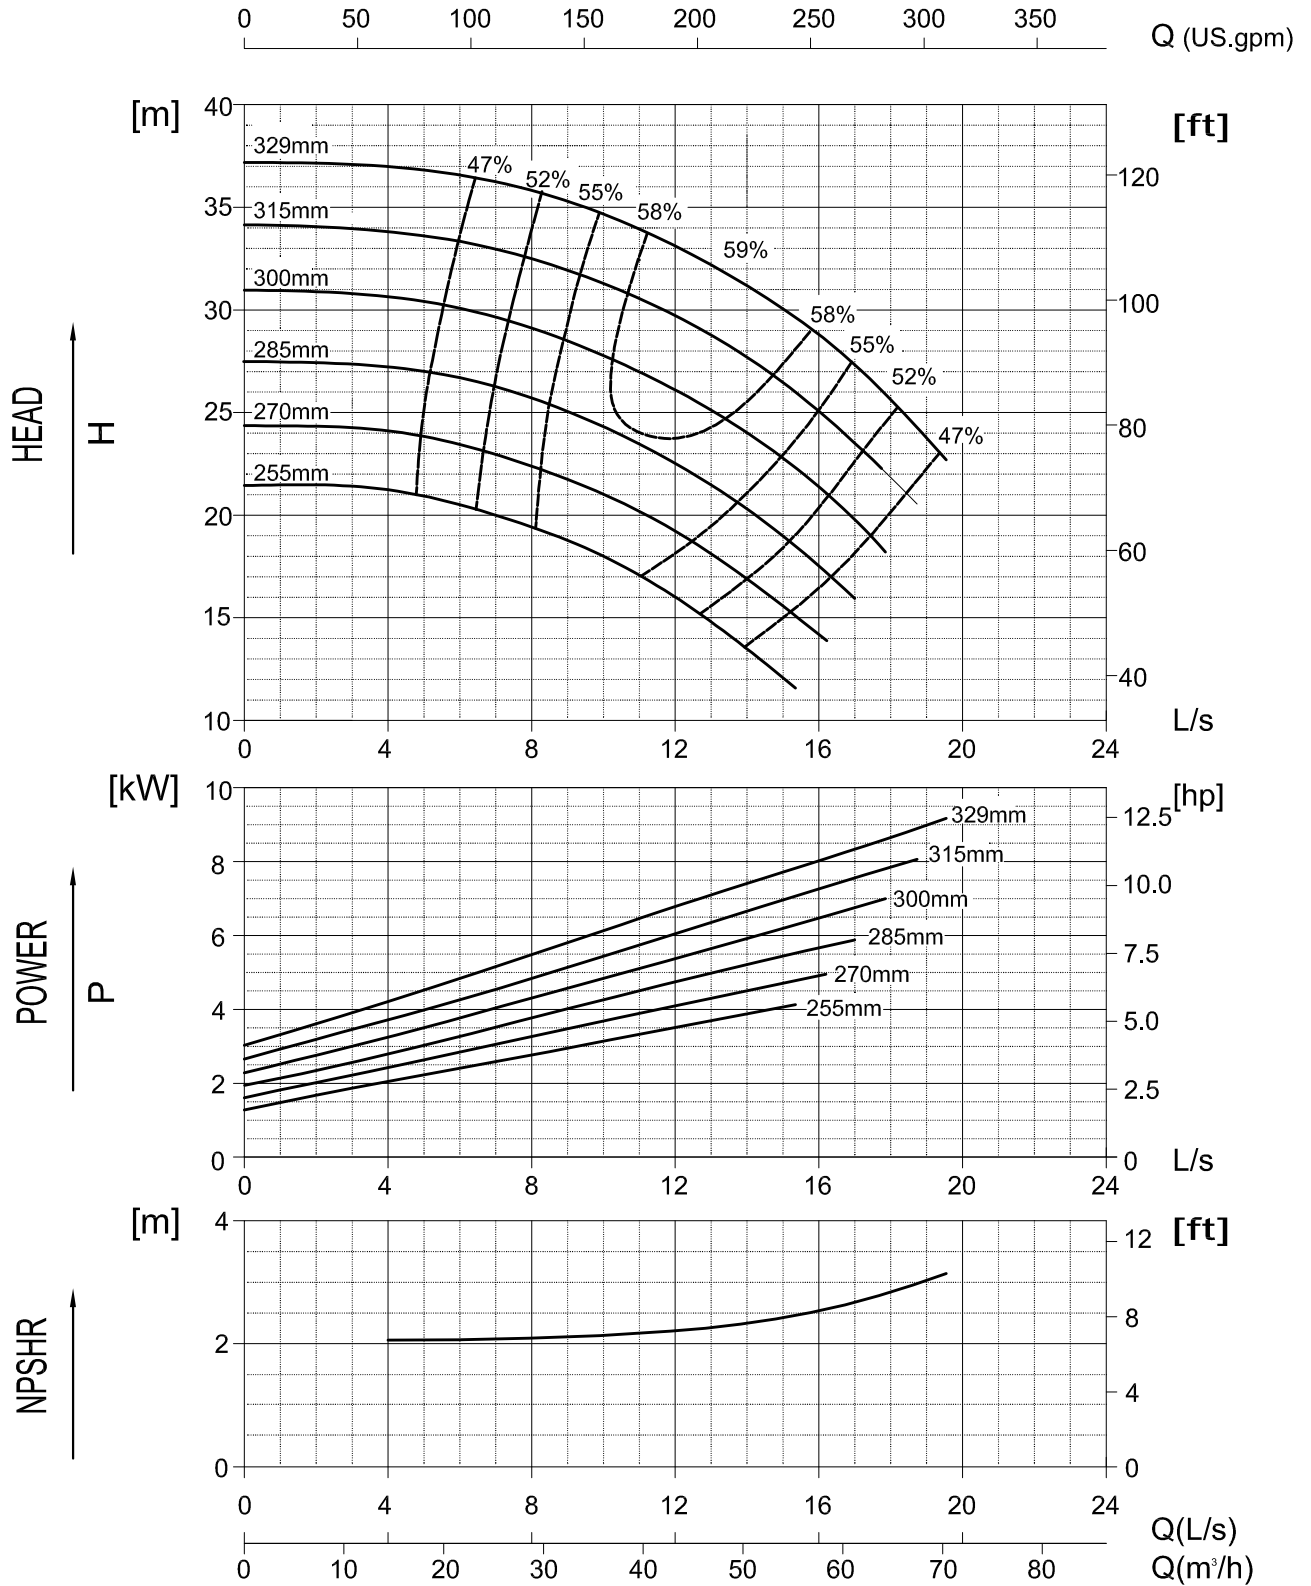 0 50 100 150 200 250 300 350
Q (US.gpm)
[m] 40 [ft]
329mm 47% 52% 55% 58%
120
35 315mm
59%
300mm
100
30 58%
55%
285mm
52%
25 270mm
80
47%
255mm
20
60
15
40
10 L/s
0 4 8 12 16 20 24
HEAD
H
[kW] 10 [hp]
12.5
329mm
8 315mm
10.0
300mm
6 285mm
7.5
270mm
4 255mm
5.0
2 2.5
0 0 L/s
0 4 8 12 16 20 24
POWER
P
[m] 4 12 [ft]
8
2
4
0 0
NPSHR
0 4 8 12 16 20 24
Q(L/s)
0 10 20 30 40 50 60 70 80
Q(m³/h)